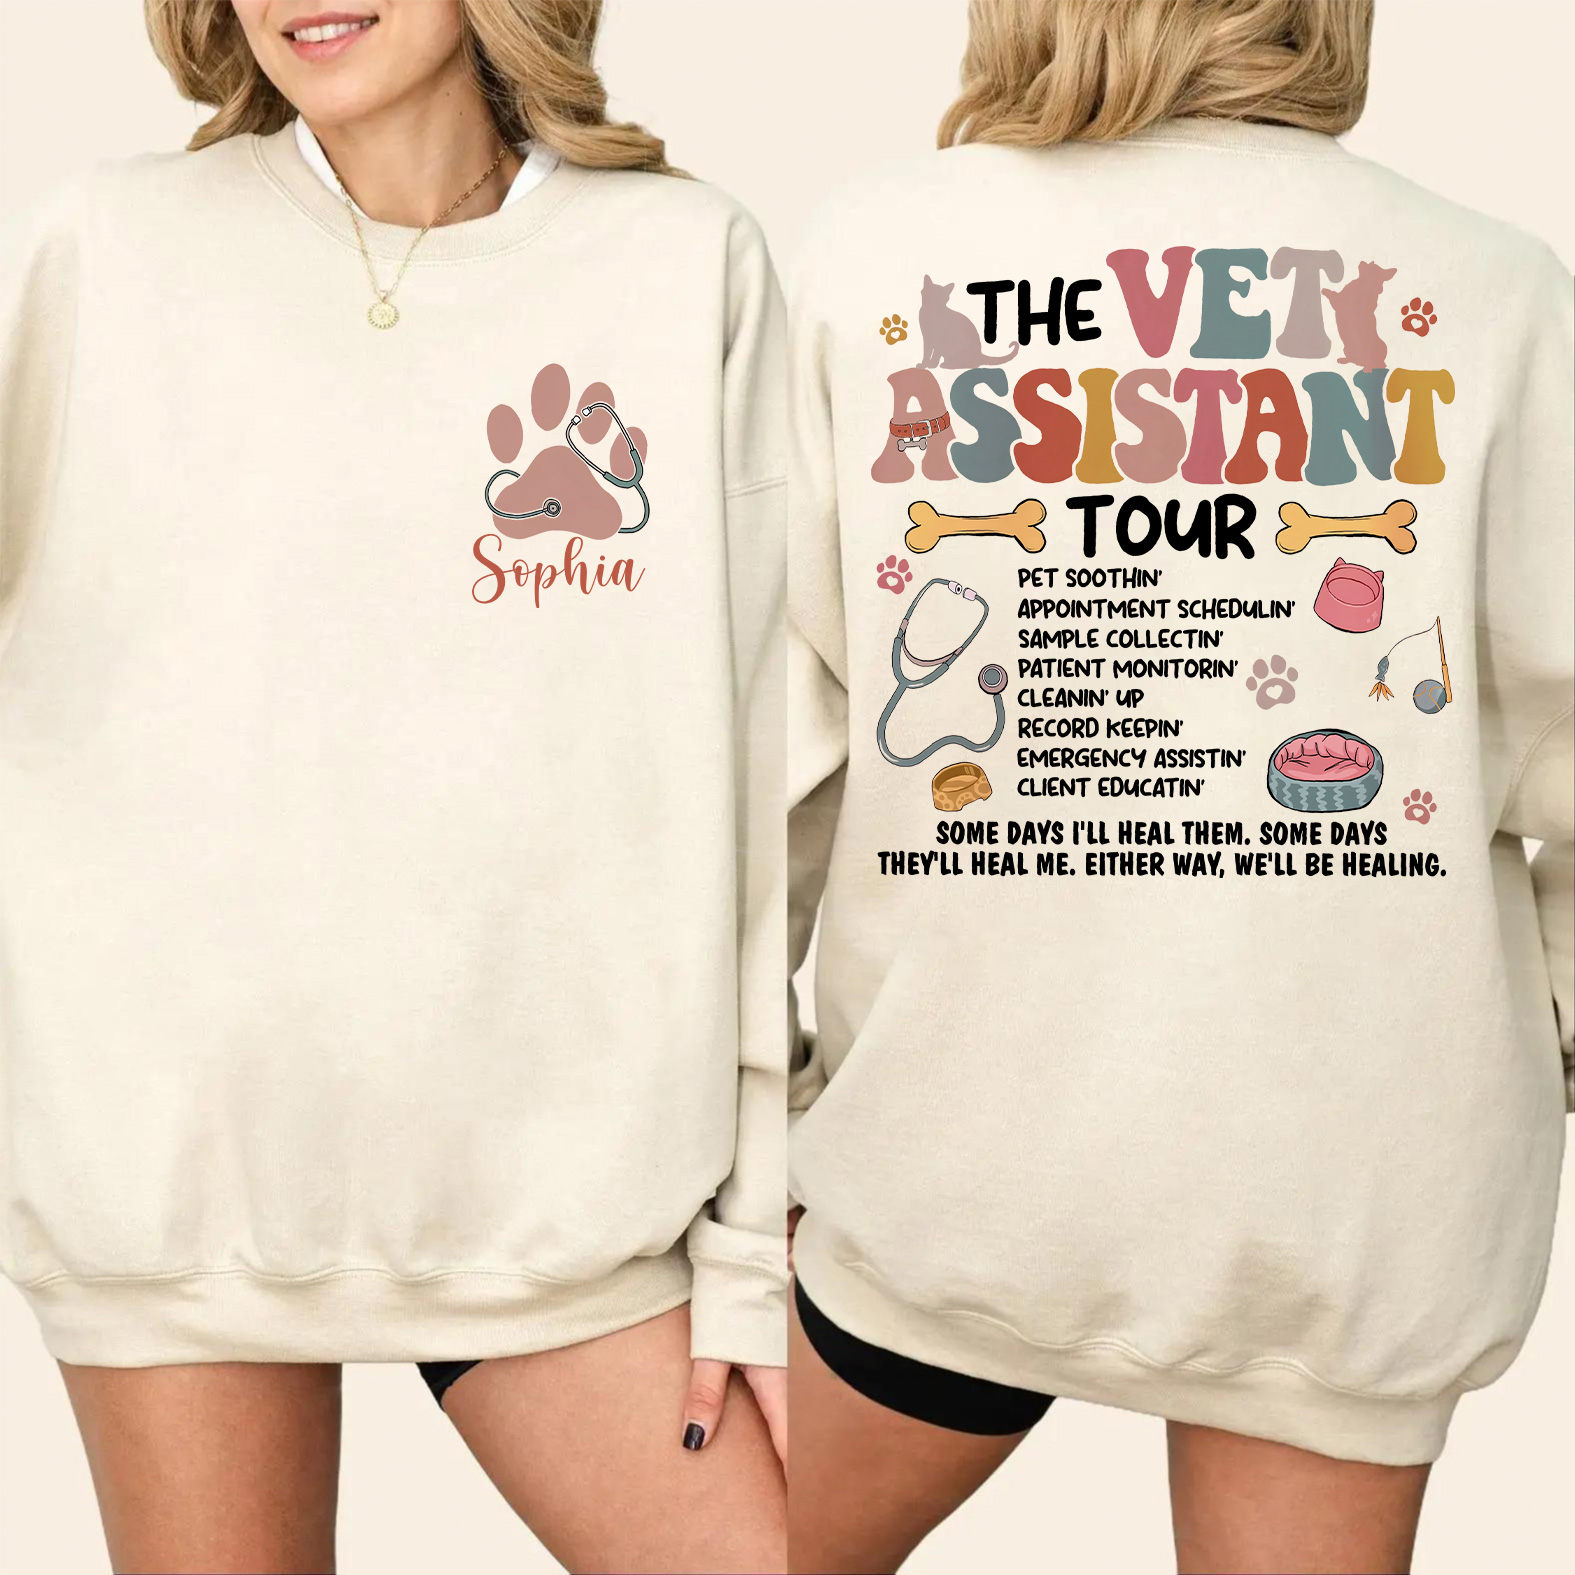 Sophia
THE VET
ASSISTANT
TOUR
PET SOOTHIN'
APPOINTMENT SCHEDULIN'
SAMPLE COLLECTIN'
PATIENT MONITORIN'
CLEANIN' UP
RECORD KEEPIN'
EMERGENCY ASSISTIN'
CLIENT EDUCATIN'
SOME DAYS I'LL HEAL THEM. SOME DAYS
THEY'LL HEAL ME. EITHER WAY, WE'LL BE HEALING.